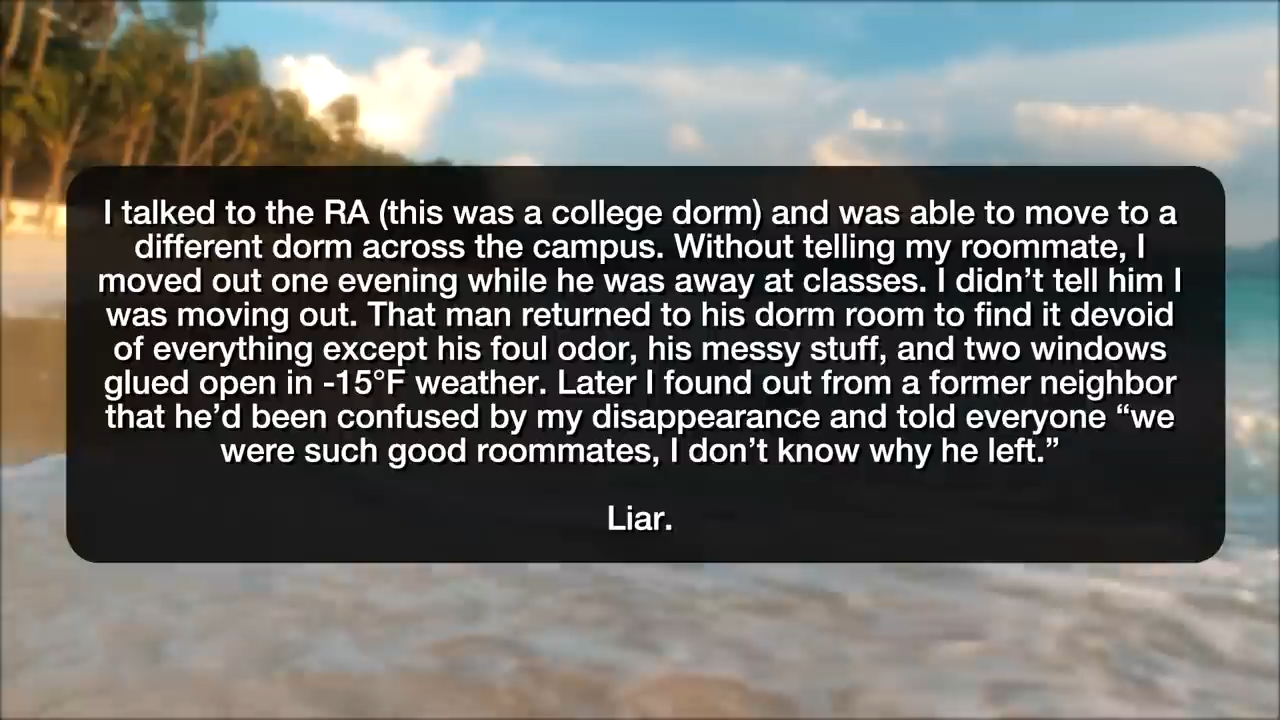 I talked to the RA (this was a college dorm) and was able to move to a
different dorm across the campus. Without telling my roommate, I
moved out one evening while he was away at classes. I didn’t tell him I
was moving out. That man returned to his dorm room to find it devoid
of everything except his foul odor, his messy stuff, and two windows
glued open in -15°F weather. Later I found out from a former neighbor
that he’d been confused by my disappearance and told everyone “we
were such good roommates, I don’t know why he left.”
Liar.